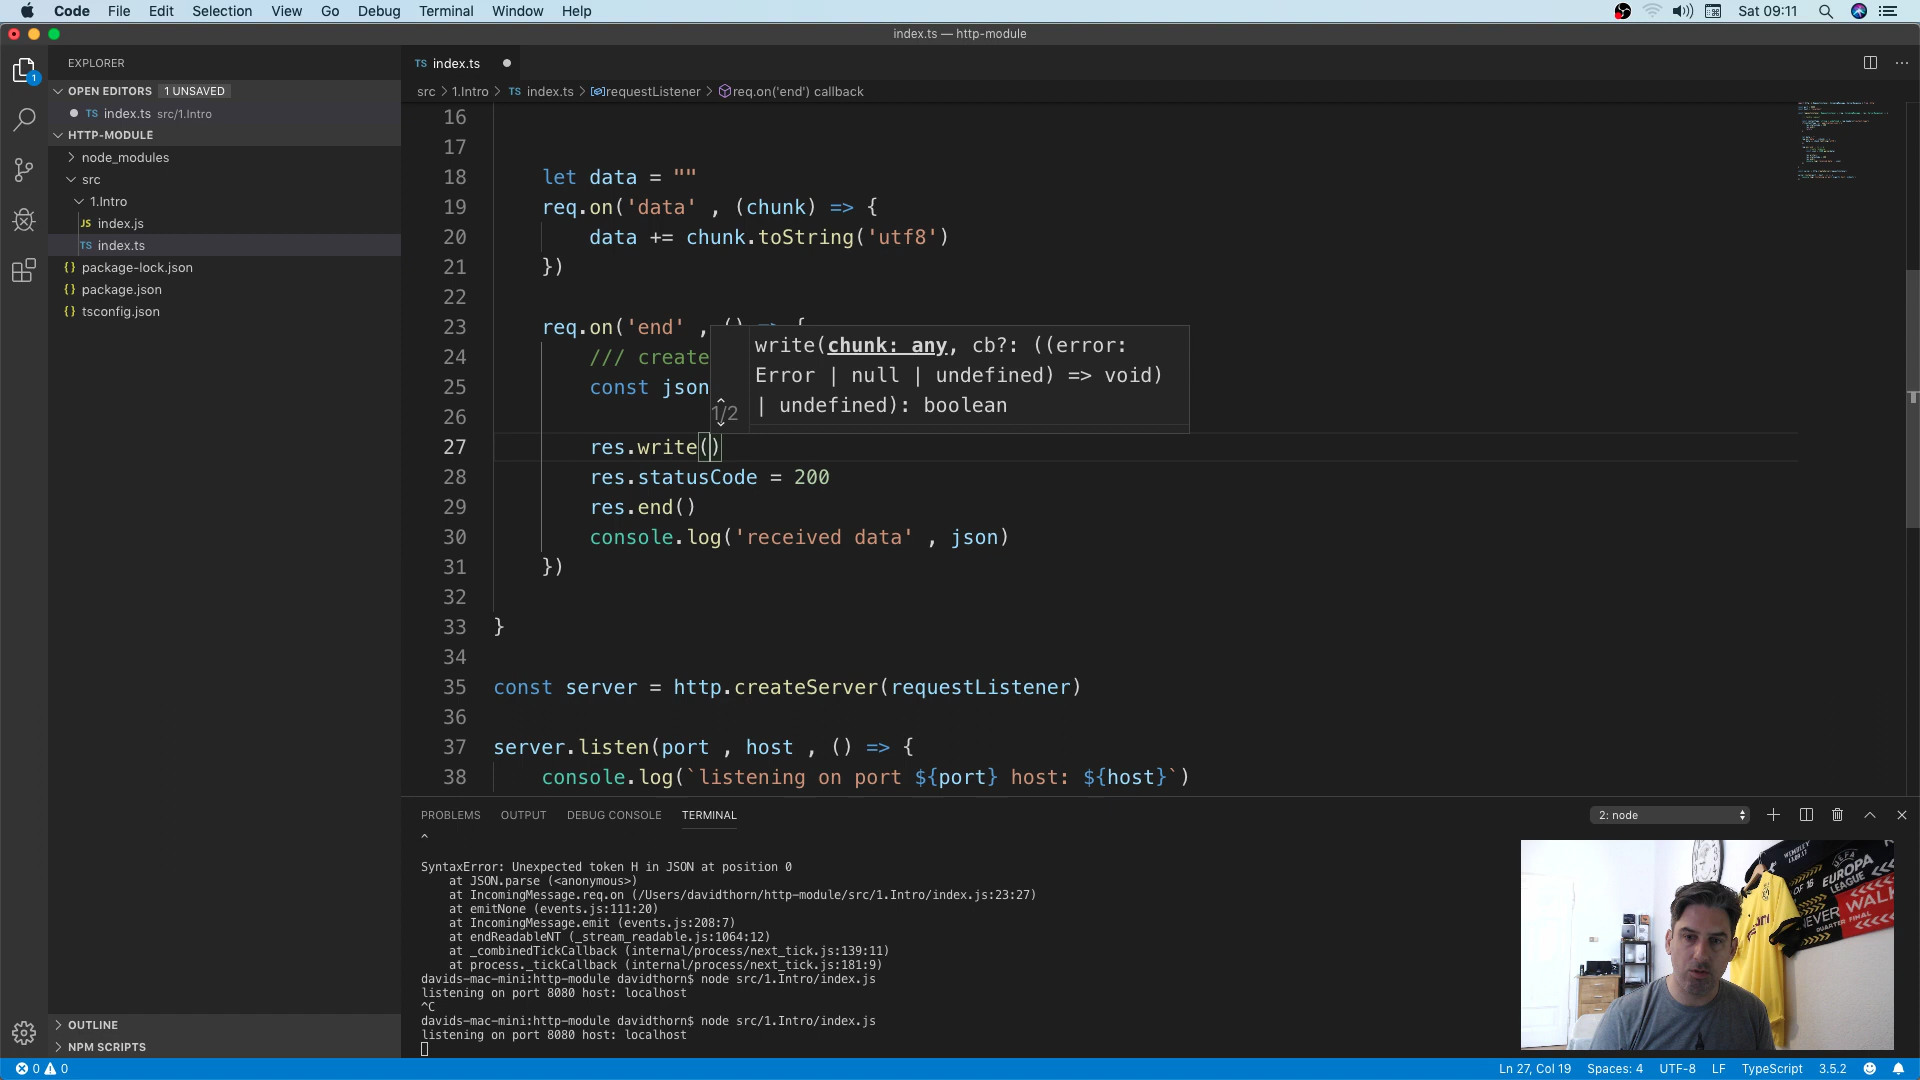 Code File Edit Selection View Go Debug Terminal Window Help Sat 09:11
index.ts — http-module
EXPLORER
OPEN EDITORS 1 UNSAVED
index.ts src/1.Intro
HTTP-MODULE
node_modules
src
1.Intro
JS index.js
TS index.ts
{} package-lock.json
{} package.json
{} tsconfig.json
OUTLINE
NPM SCRIPTS
1
TS index.ts
src > 1.Intro > TS index.ts > requestListener > req.on('end') callback
16
17
18 let data = ""
19 req.on('data' , (chunk) => {
20 data += chunk.toString('utf8')
21 })
22
23 req.on('end' , () => {
24 /// create
25 const json
26
27 res.write()
28 res.statusCode = 200
29 res.end()
30 console.log('received data' , json)
31 })
32
33 }
34
35 const server = http.createServer(requestListener)
36
37 server.listen(port , host , () => {
38 console.log(`listening on port ${port} host: ${host}`)
write(chunk: any, cb?: ((error:
Error | null | undefined) => void)
| undefined): boolean
1/2
PROBLEMS OUTPUT DEBUG CONSOLE TERMINAL 2: node
^
SyntaxError: Unexpected token H in JSON at position 0
at JSON.parse (<anonymous>)
at IncomingMessage.req.on (/Users/davidthorn/http-module/src/1.Intro/index.js:23:27)
at emitNone (events.js:111:20)
at IncomingMessage.emit (events.js:208:7)
at endReadableNT (_stream_readable.js:1064:12)
at _combinedTickCallback (internal/process/next_tick.js:139:11)
at process._tickCallback (internal/process/next_tick.js:181:9)
davids-mac-mini:http-module davidthorn$ node src/1.Intro/index.js
listening on port 8080 host: localhost
^C
davids-mac-mini:http-module davidthorn$ node src/1.Intro/index.js
listening on port 8080 host: localhost
WEMBLEY
OF 16
UEFA
EUROPA
LEAGUE
NEVER WALK
QUARTER FINAL
0 0 Ln 27, Col 19 Spaces: 4 UTF-8 LF TypeScript 3.5.2